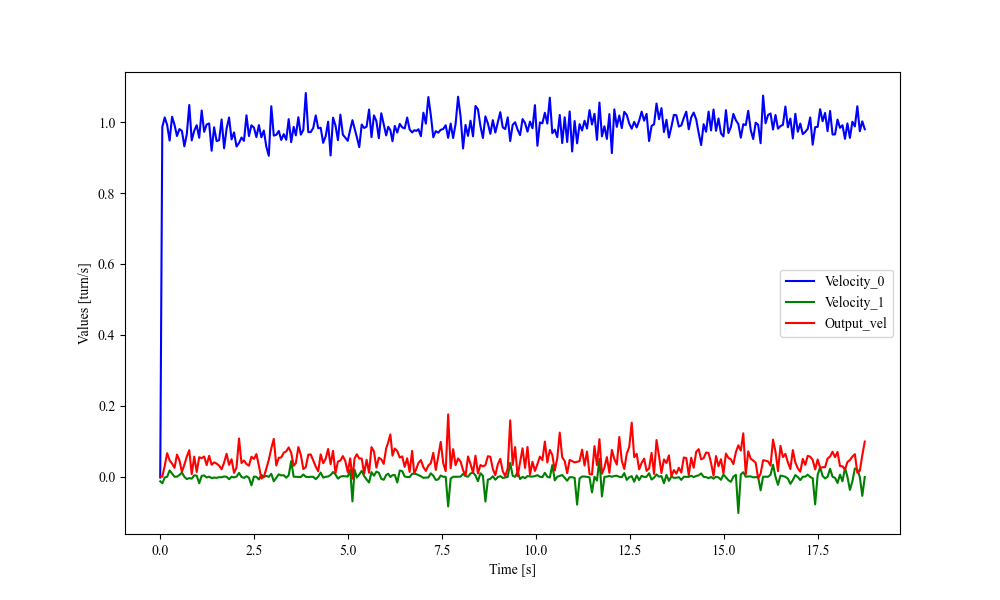 Values [turn/s]
1.0
0.8
0.6
0.4
0.2
0.0
Velocity_0
Velocity_1
Output_vel
0.0 2.5 5.0 7.5 10.0 12.5 15.0 17.5
Time [s]